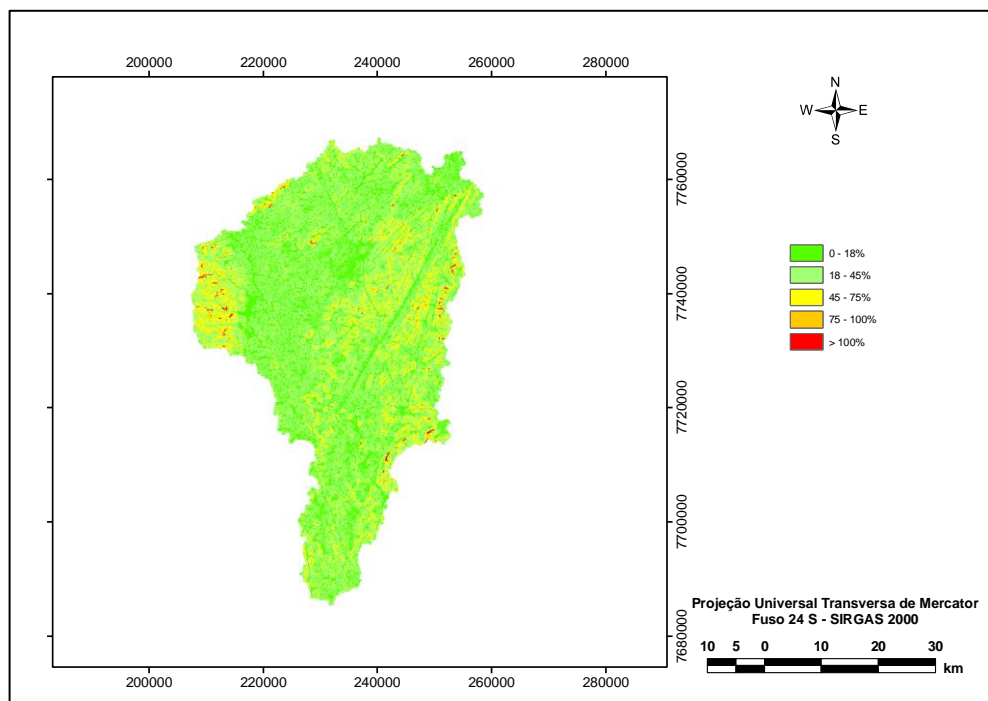 200000 220000 240000 260000 280000
N
W E
S
7760000
7740000
7720000
7700000
7680000
0 - 18%
18 - 45%
45 - 75%
75 - 100%
> 100%
Projeção Universal Transversa de Mercator
Fuso 24 S - SIRGAS 2000
10 5 0 10 20 30
km
200000 220000 240000 260000 280000